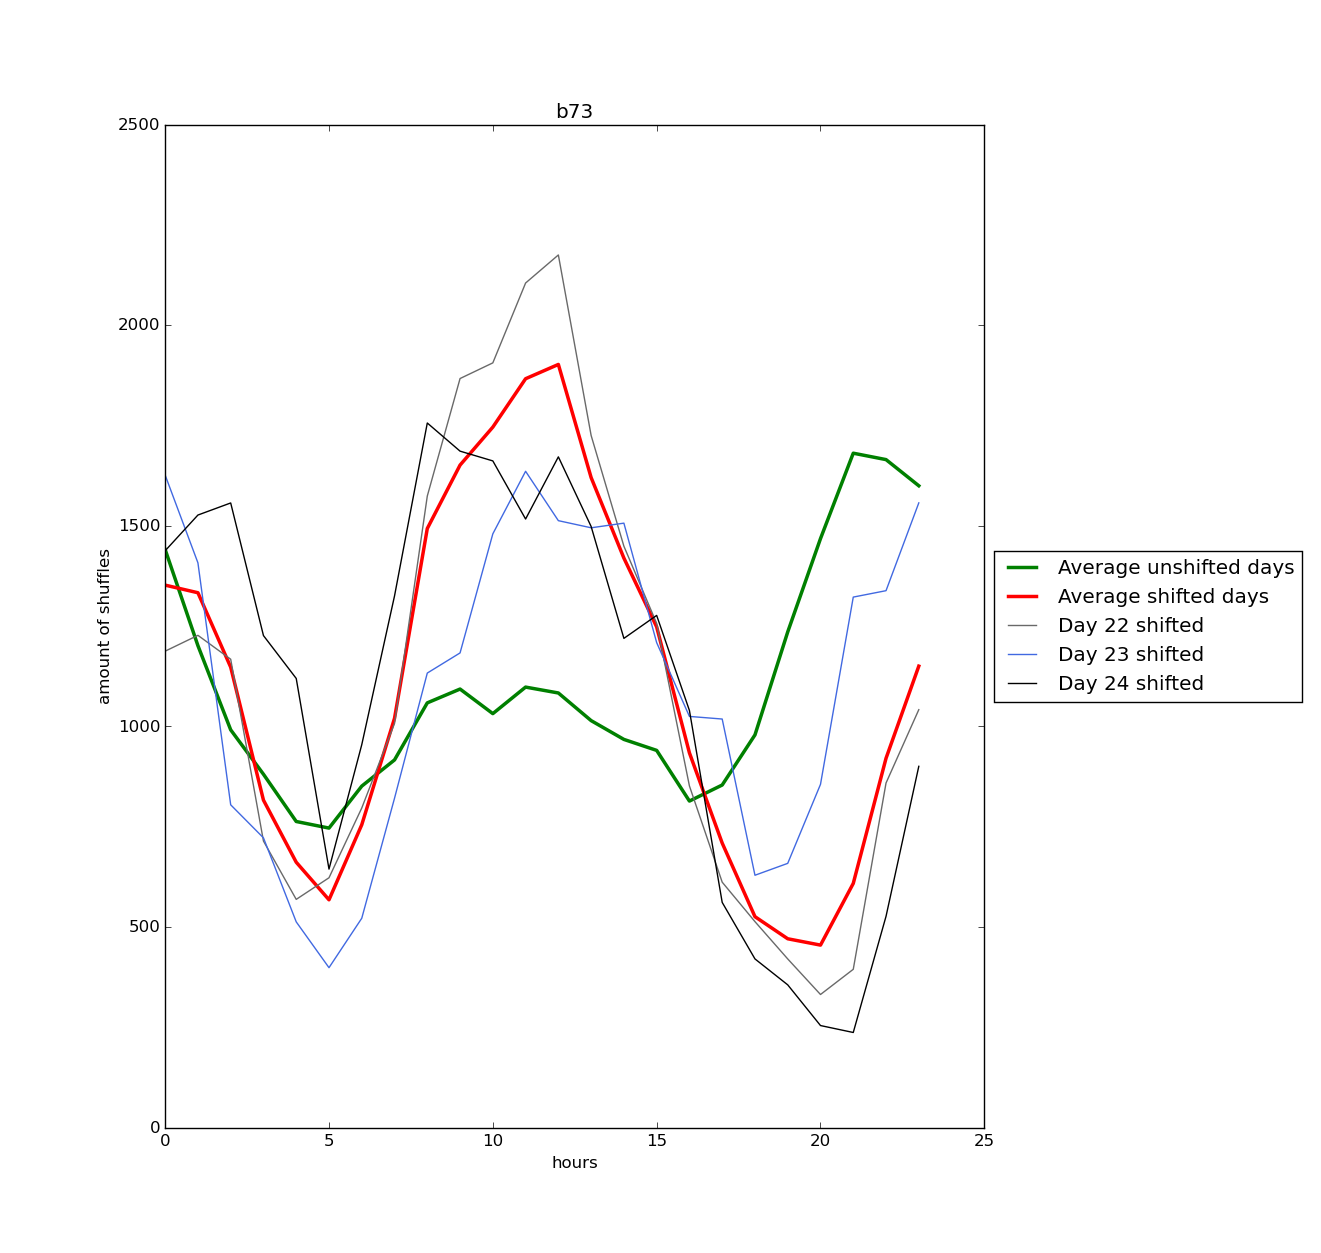 b73
2500
2000
1500
1000
500
0
0 5 10 15 20 25
hours
amount of shuffles
Average unshifted days
Average shifted days
Day 22 shifted
Day 23 shifted
Day 24 shifted